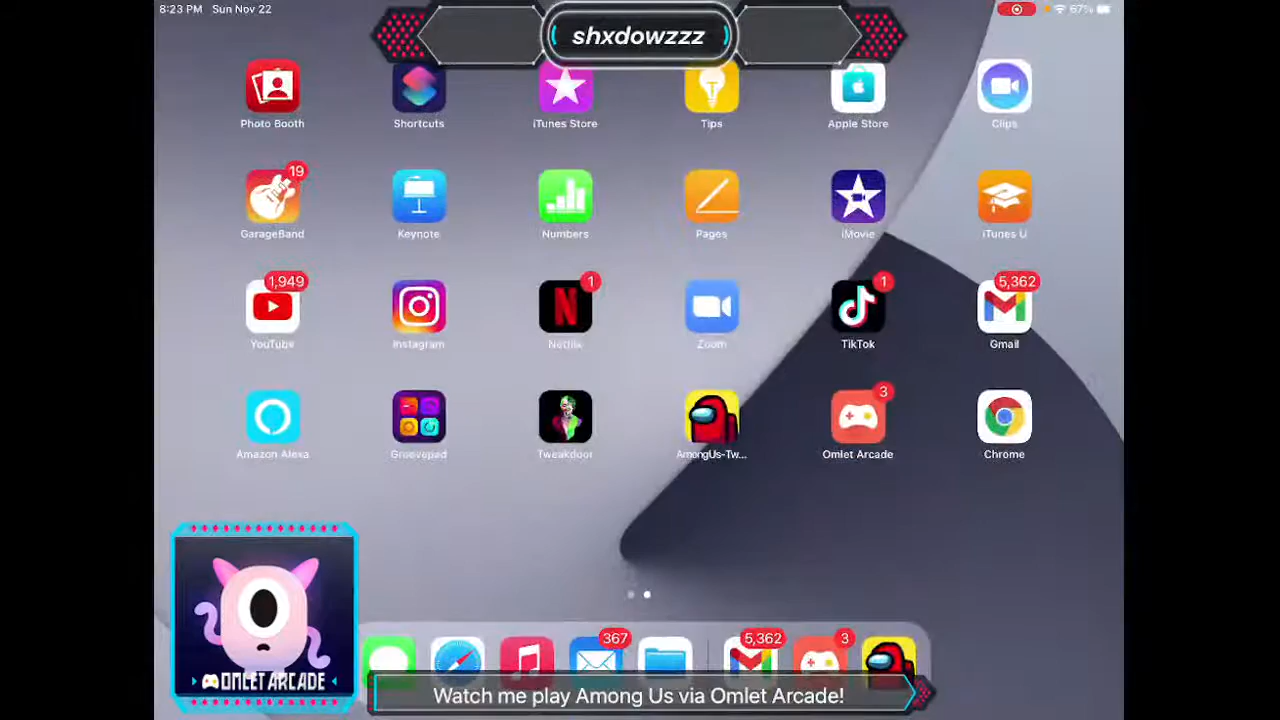 8:23 PM Sun Nov 22
67%
shxdowzzz
Photo Booth
Shortcuts
iTunes Store
Tips
Apple Store
Clips
19
GarageBand
Keynote
Numbers
Pages
iMovie
iTunes U
1,949
1
1
5,362
YouTube
Instagram
Netflix
Zoom
TikTok
Gmail
3
Amazon Alexa
Groovepad
Tweakdoor
AmongUs-Tw...
Omlet Arcade
Chrome
367
5,362
3
OMLET ARCADE
Watch me play Among Us via Omlet Arcade!